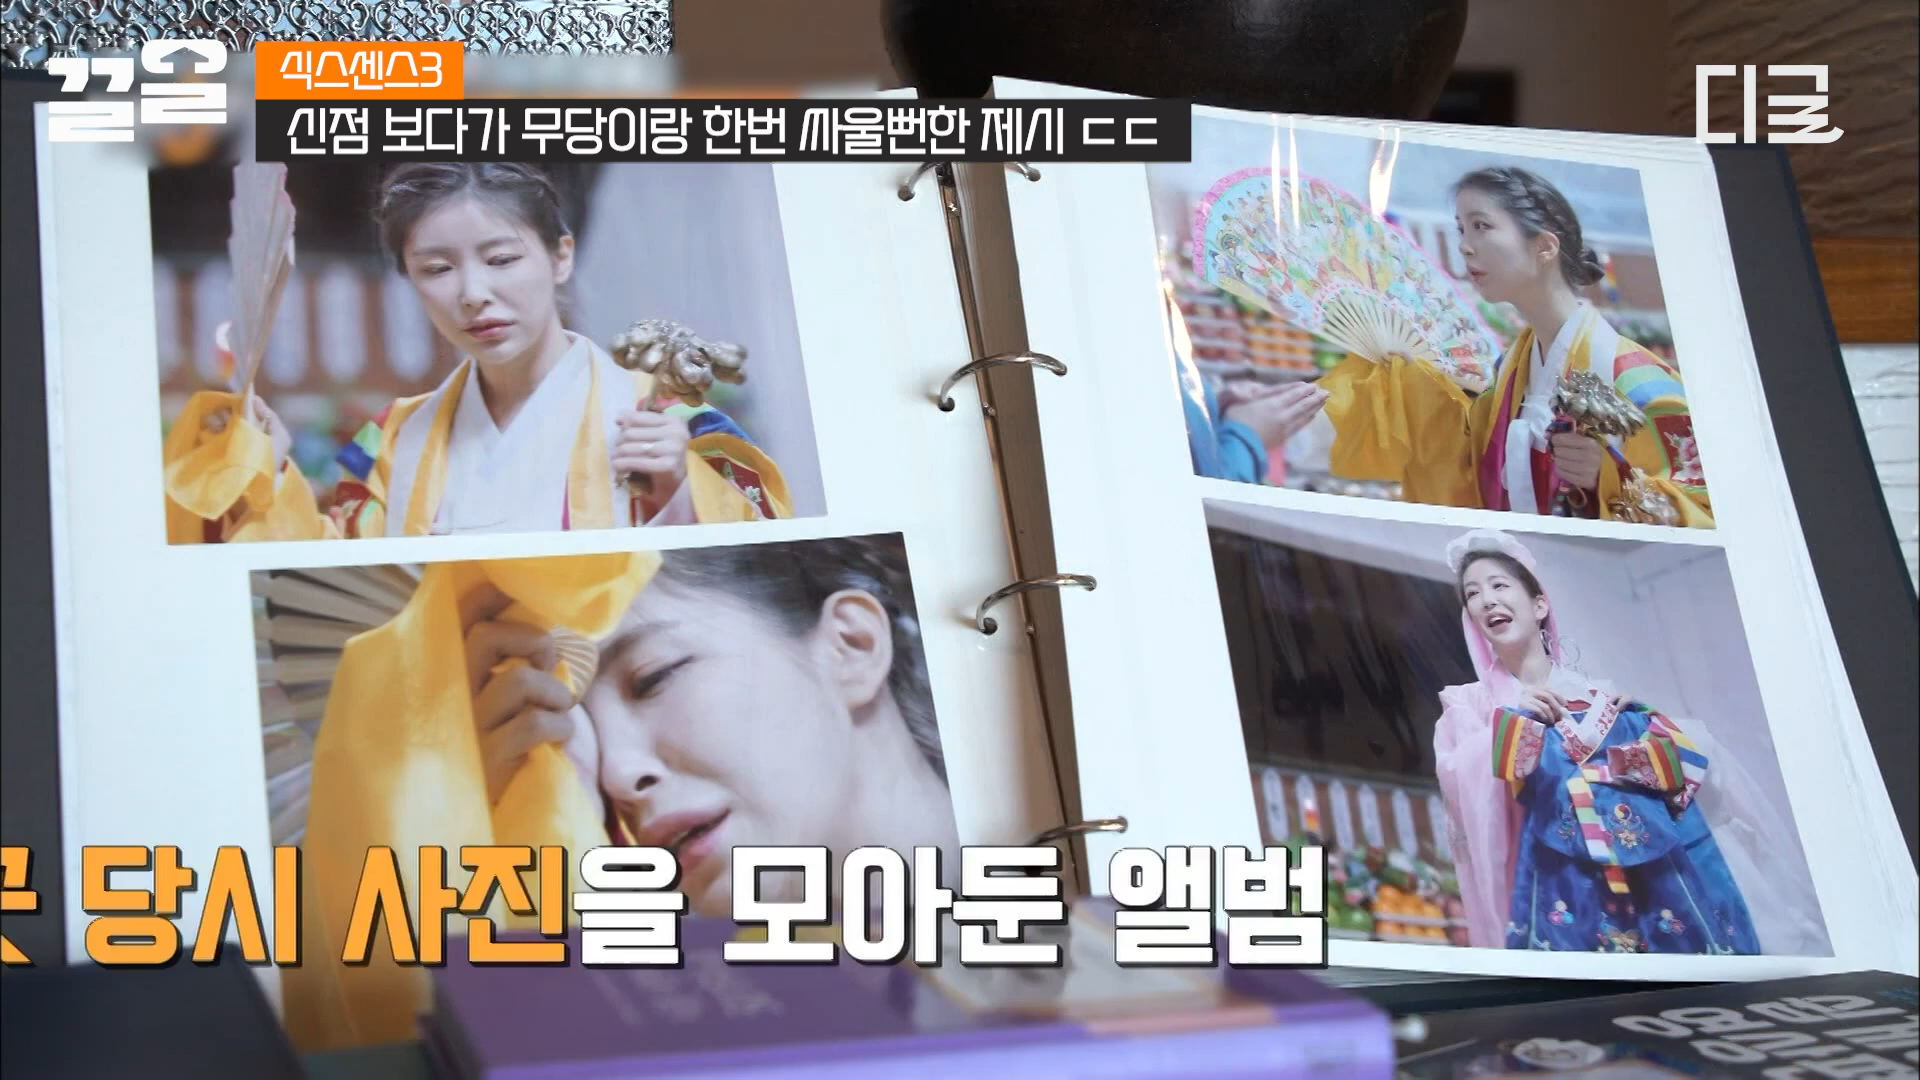 끌올
식스센스3
신점 보다가 무당이랑 한번 싸울뻔한 제시 ㄷㄷ
디글
굿 당시 사진을 모아둔 앨범